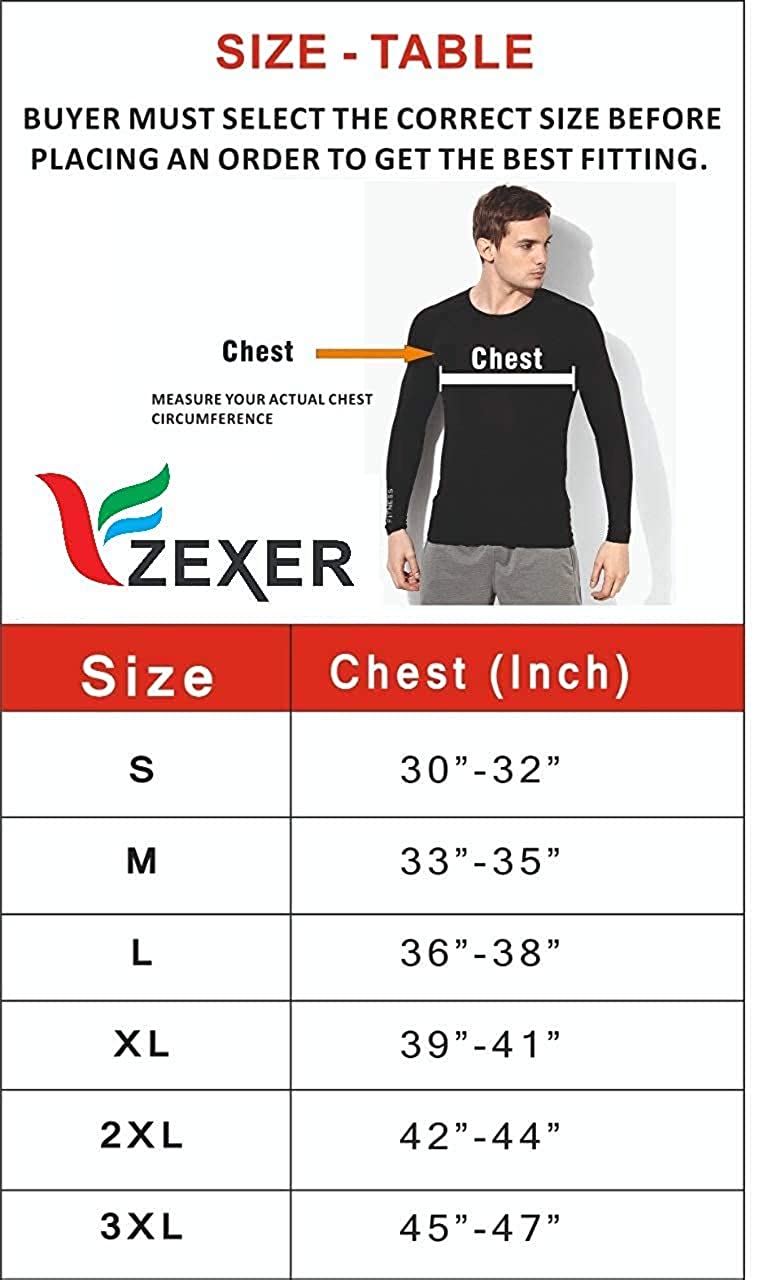 SIZE - TABLE
BUYER MUST SELECT THE CORRECT SIZE BEFORE
PLACING AN ORDER TO GET THE BEST FITTING.
Chest
Chest
MEASURE YOUR ACTUAL CHEST
CIRCUMFERENCE
FITNESS
ZEXER
Size Chest (Inch)
S 30”-32”
M 33”-35”
L 36”-38”
XL 39”-41”
2XL 42”-44”
3XL 45”-47”